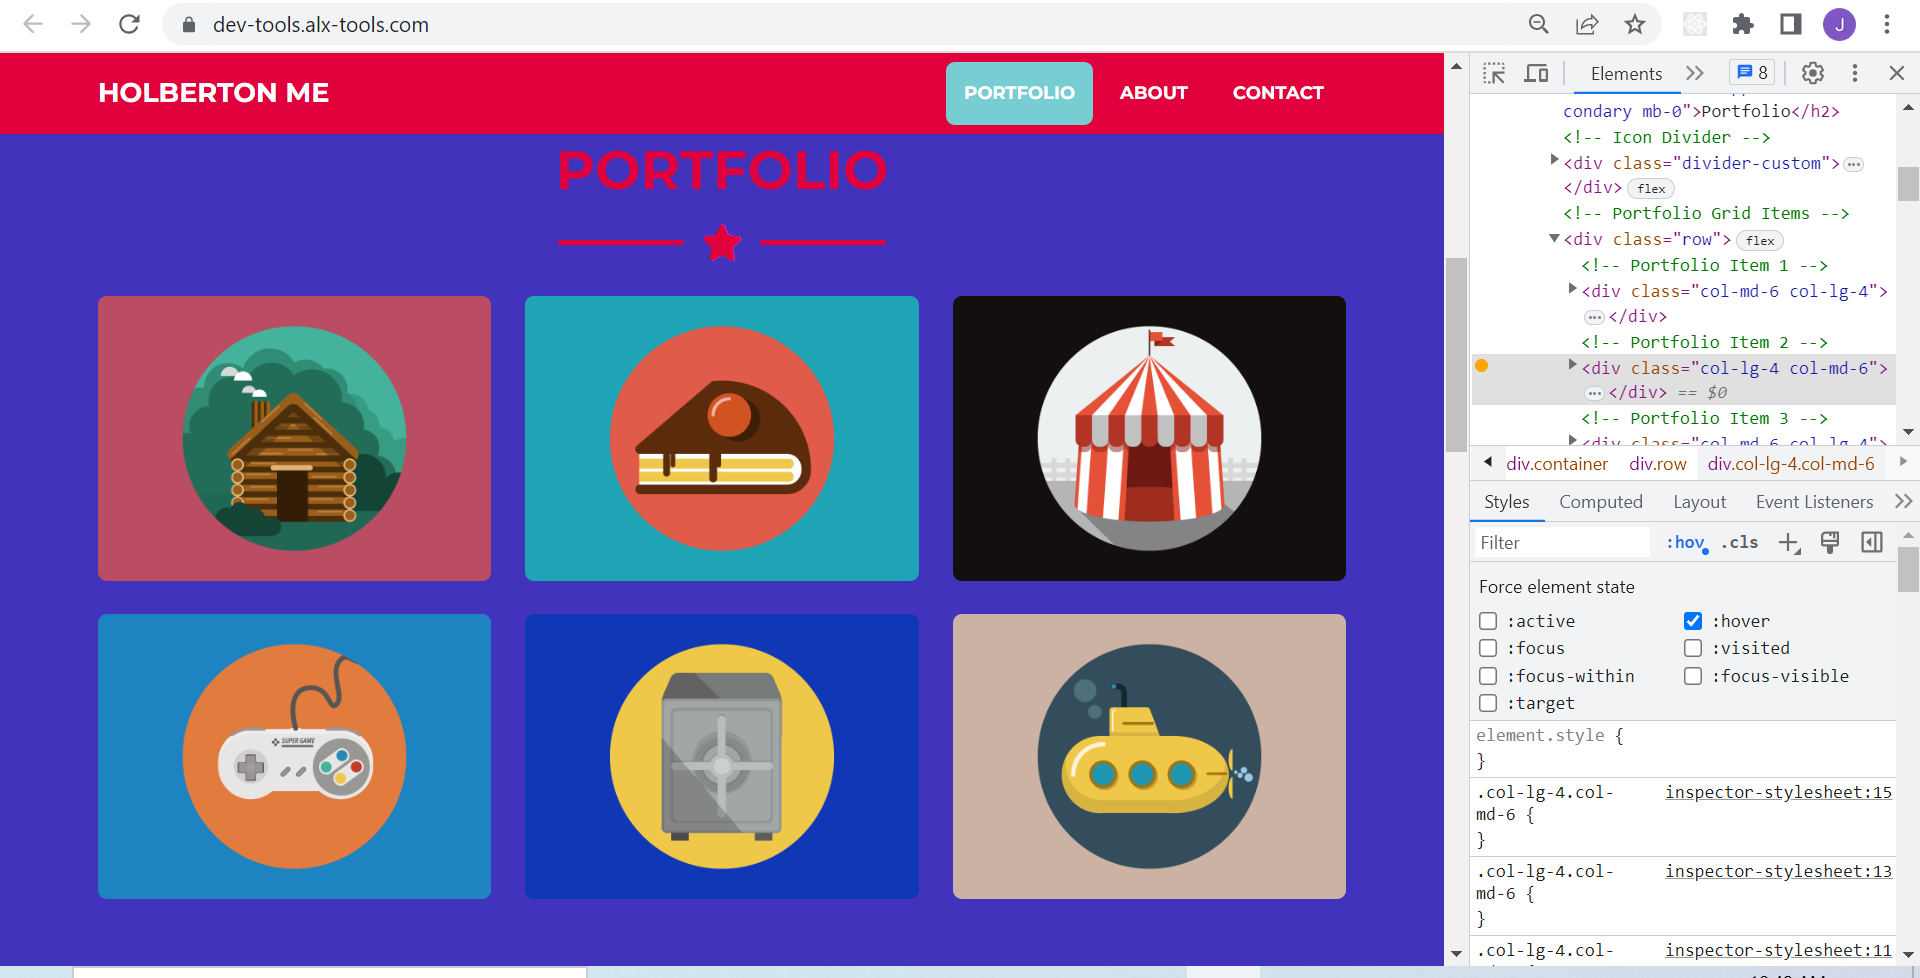 dev-tools.alx-tools.com
J
HOLBERTON ME
PORTFOLIO
ABOUT
CONTACT
PORTFOLIO
SUPER GAME
Elements
8
condary mb-0">Portfolio</h2>
<!-- Icon Divider -->
<div class="divider-custom">
</div> flex
<!-- Portfolio Grid Items -->
<div class="row"> flex
<!-- Portfolio Item 1 -->
<div class="col-md-6 col-lg-4">
</div>
<!-- Portfolio Item 2 -->
<div class="col-lg-4 col-md-6">
</div> == $0
<!-- Portfolio Item 3 -->
<div class="col-md-6 col-lg-4">
div.container div.row div.col-lg-4.col-md-6
Styles Computed Layout Event Listeners
Filter :hov .cls
Force element state
:active :hover
:focus :visited
:focus-within :focus-visible
:target
element.style {
}
.col-lg-4.col- inspector-stylesheet:15
md-6 {
}
.col-lg-4.col- inspector-stylesheet:13
md-6 {
}
.col-lg-4.col- inspector-stylesheet:11